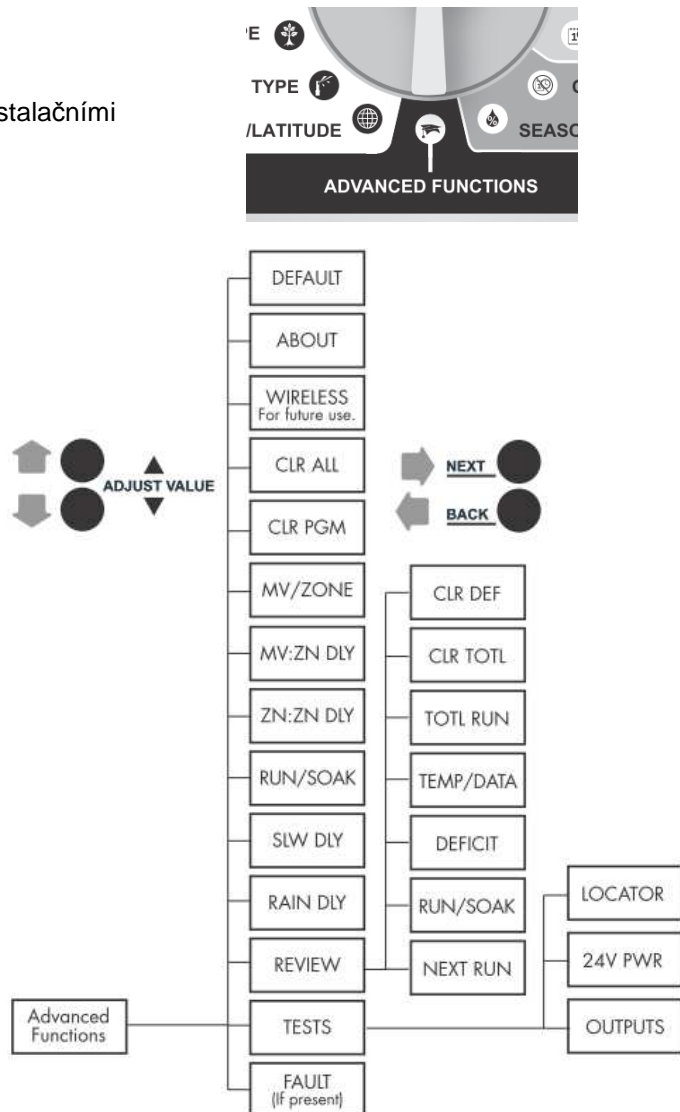 E
TYPE
stalačními
/LATITUDE
SEASO
ADVANCED FUNCTIONS
DEFAULT
ABOUT
WIRELESS
For future use.
CLR ALL
ADJUST VALUE
NEXT
BACK
CLR PGM
MV/ZONE
CLR DEF
MV:ZN DLY
CLR TOTL
ZN:ZN DLY
TOTL RUN
RUN/SOAK
TEMP/DATA
SLW DLY
DEFICIT
RAIN DLY
RUN/SOAK
LOCATOR
REVIEW
NEXT RUN
24V PWR
Advanced
Functions
TESTS
OUTPUTS
FAULT
(If present)